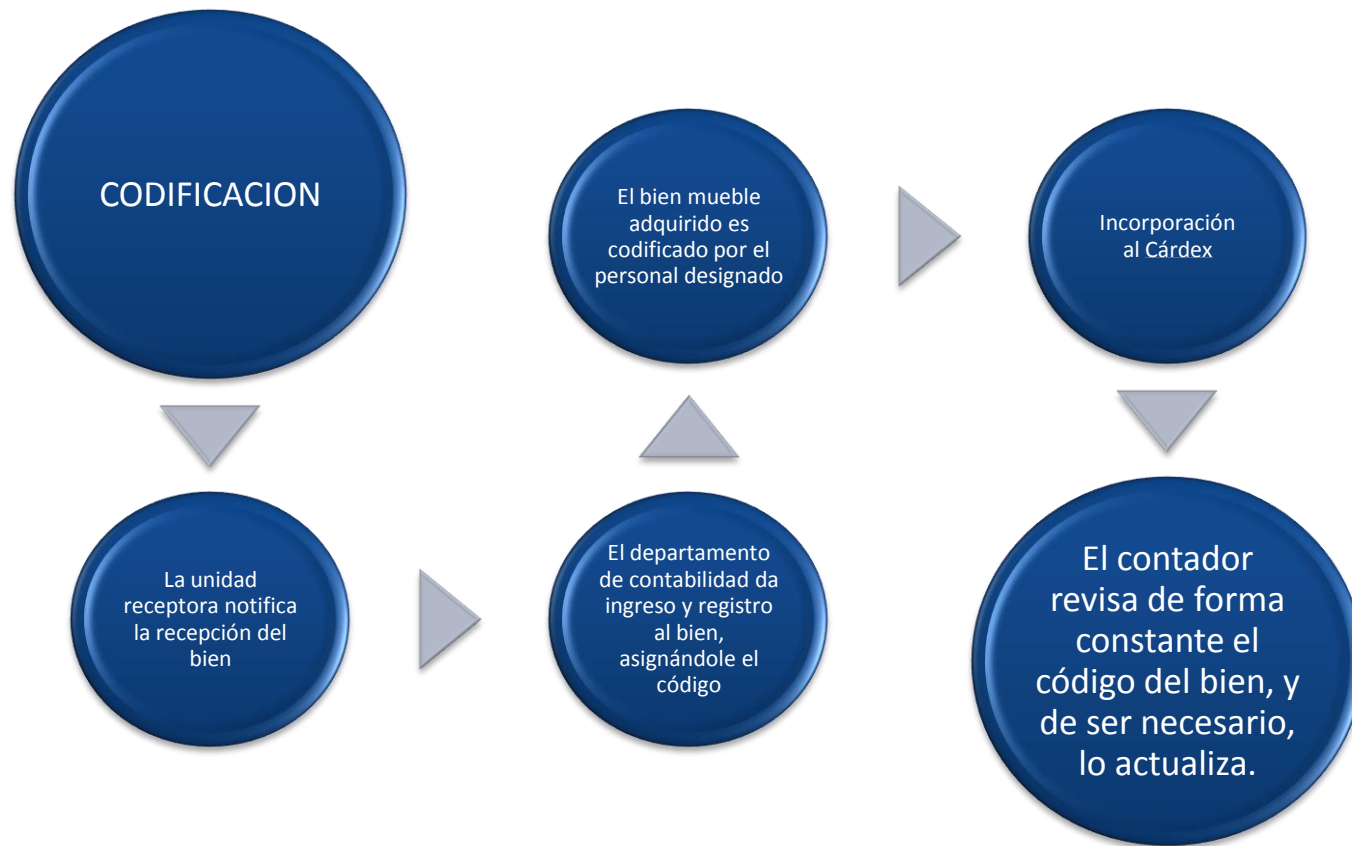 CODIFICACION
La unidad
receptora notifica
la recepción del
bien
El departamento
de contabilidad da
ingreso y registro
al bien,
asignándole el
código
El bien mueble
adquirido es
codificado por el
personal designado
Incorporación
al Cárdex
El contador
revisa de forma
constante el
código del bien, y
de ser necesario,
lo actualiza.